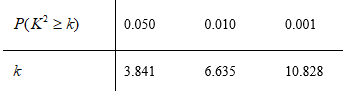 P(K² ≥ k) 0.050 0.010 0.001
k 3.841 6.635 10.828